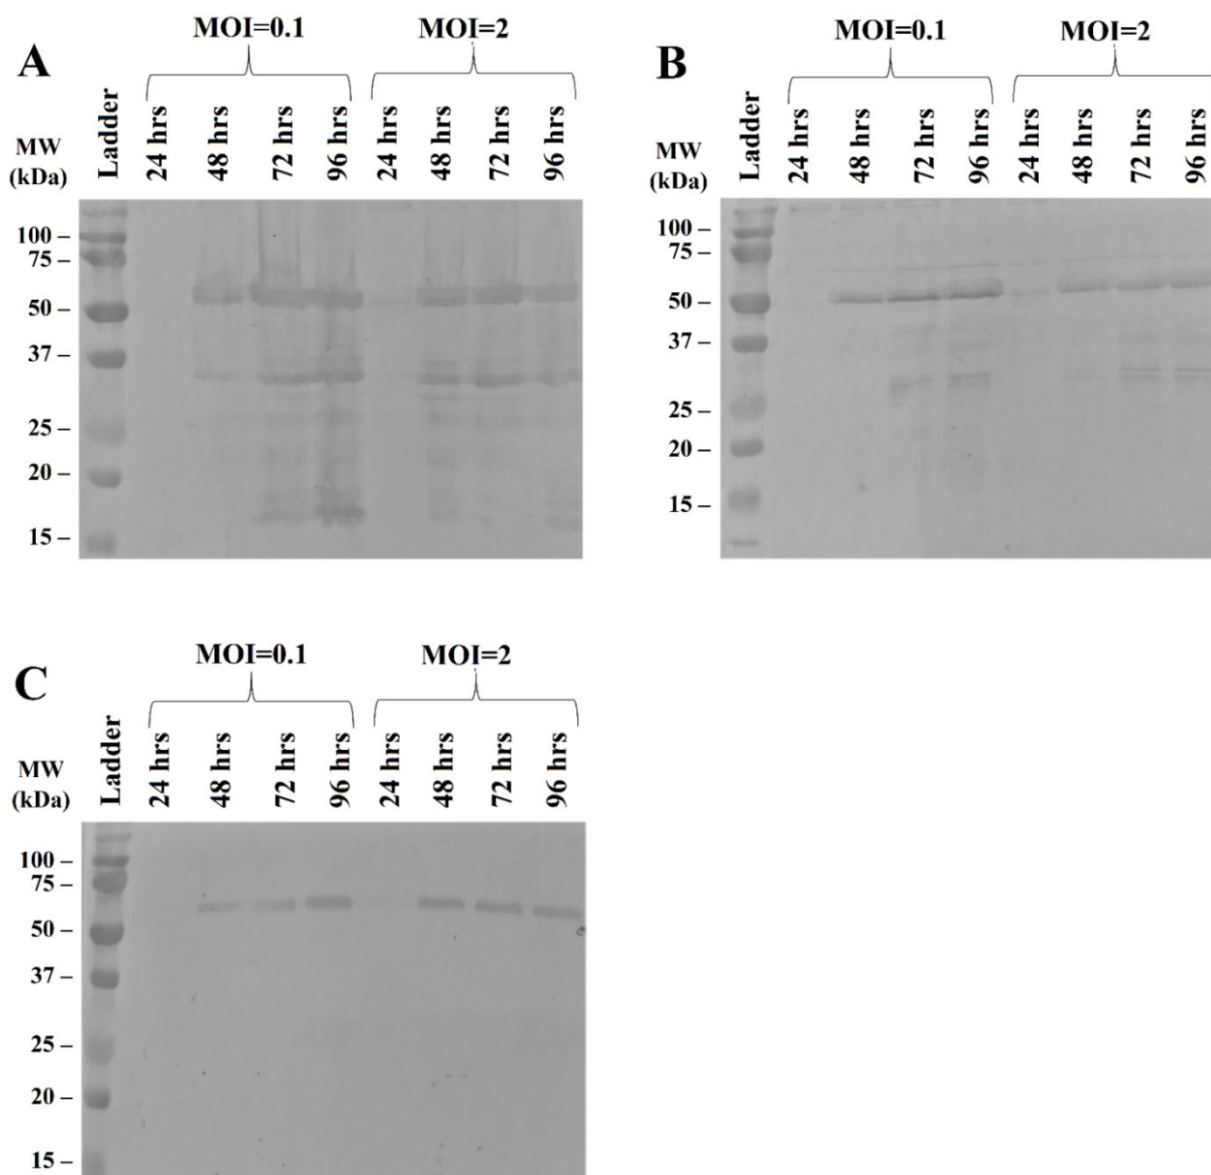 A
MOI=0.1 MOI=2
MW
(kDa)
Ladder
24 hrs
48 hrs
72 hrs
96 hrs
24 hrs
48 hrs
72 hrs
96 hrs
100 –
75 –
50 –
37 –
25 –
20 –
15 –
B
MOI=0.1 MOI=2
MW
(kDa)
Ladder
24 hrs
48 hrs
72 hrs
96 hrs
24 hrs
48 hrs
72 hrs
96 hrs
100 –
75 –
50 –
37 –
25 –
20 –
15 –
C
MOI=0.1 MOI=2
MW
(kDa)
Ladder
24 hrs
48 hrs
72 hrs
96 hrs
24 hrs
48 hrs
72 hrs
96 hrs
100 –
75 –
50 –
37 –
25 –
20 –
15 –